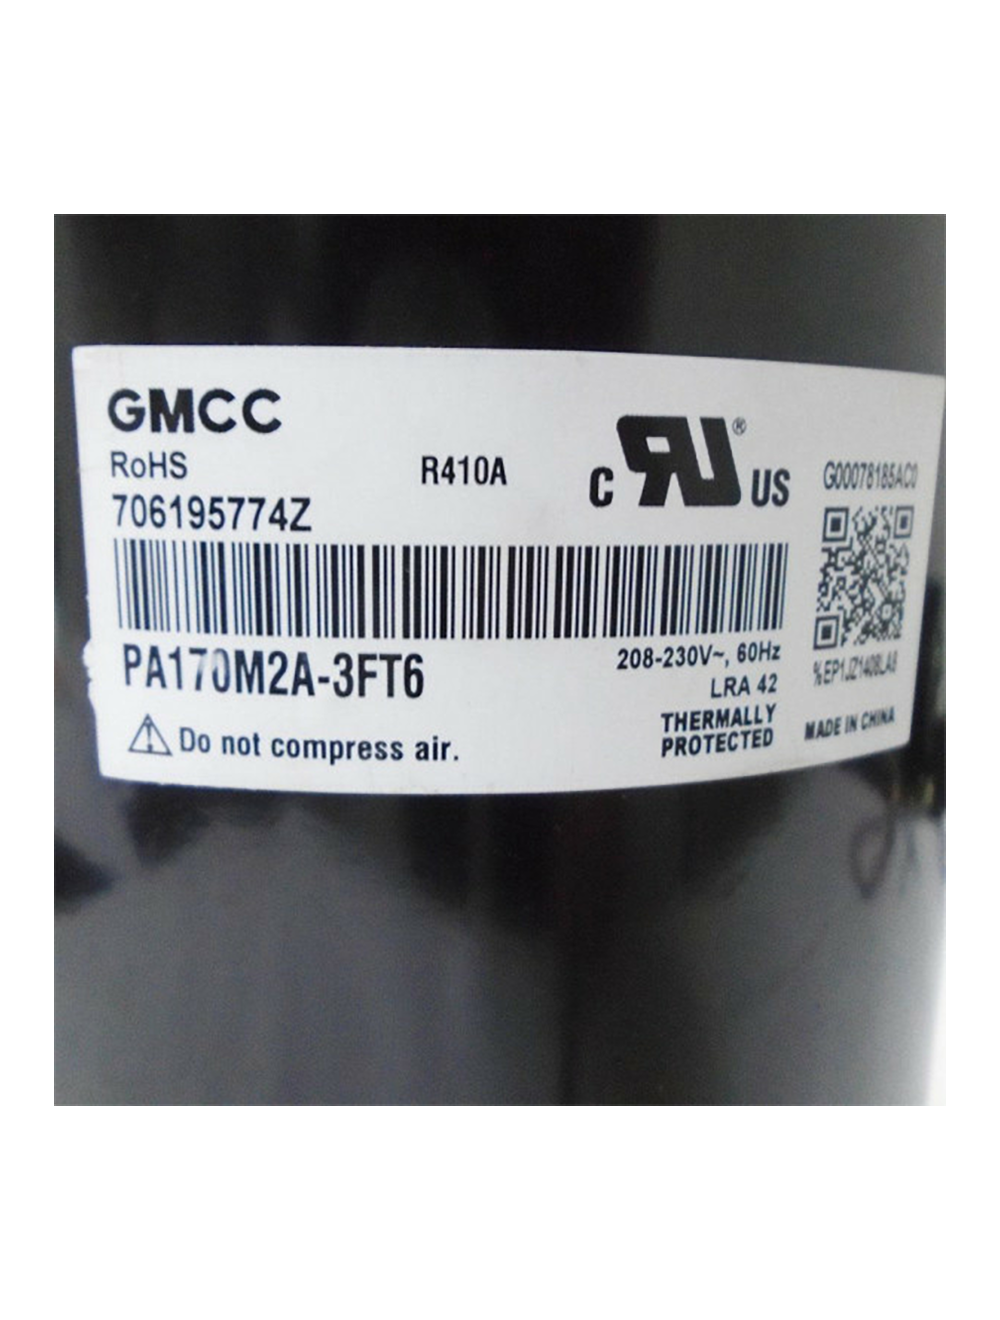 GMCC
RoHS
R410A
C RU® US
G00078185AC0
706195774Z
PA170M2A-3FT6
208-230V~, 60Hz
LRA 42
THERMALLY
PROTECTED
Do not compress air.
MADE IN CHINA